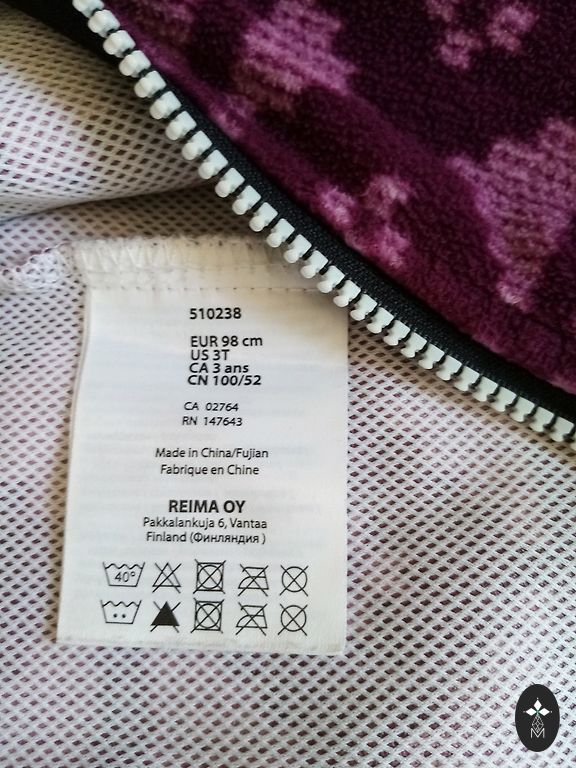 510238
EUR 98 cm
US 3T
CA 3 ans
CN 100/52
CA 02764
RN 147643
Made in China/Fujian
Fabrique en Chine
REIMA OY
Pakkalankuja 6, Vantaa
Finland (Финляндия )
40°
M